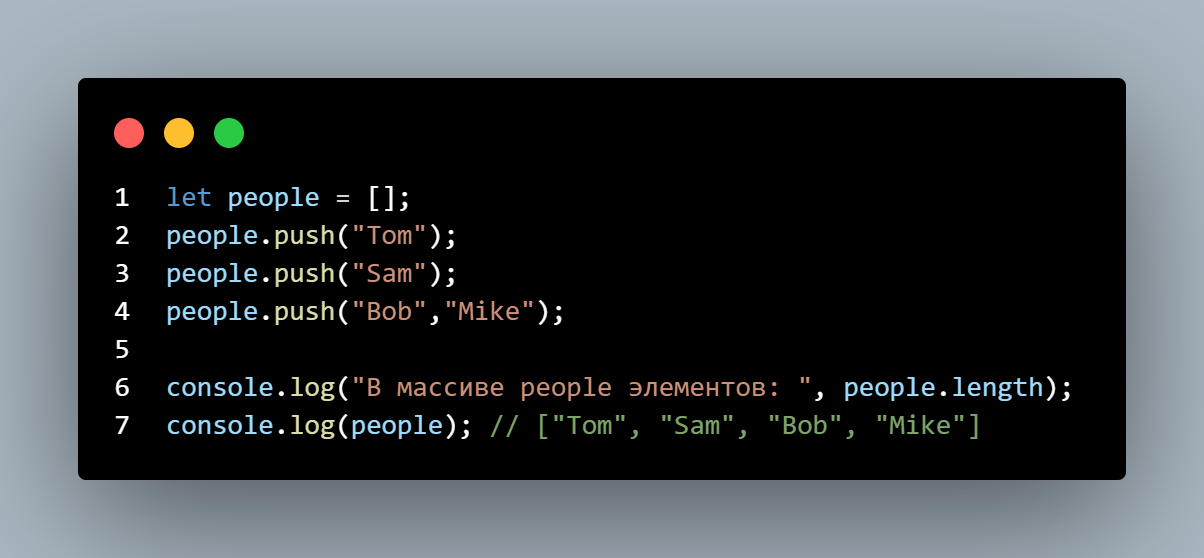 1 let people = [];
2 people.push("Tom");
3 people.push("Sam");
4 people.push("Bob","Mike");
5
6 console.log("В массиве people элементов: ", people.length);
7 console.log(people); // ["Tom", "Sam", "Bob", "Mike"]